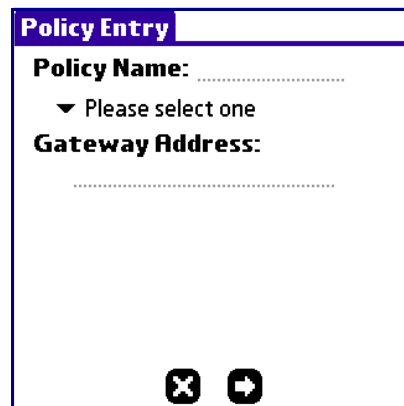 Policy Entry
Policy Name:
Please select one
Gateway Address: